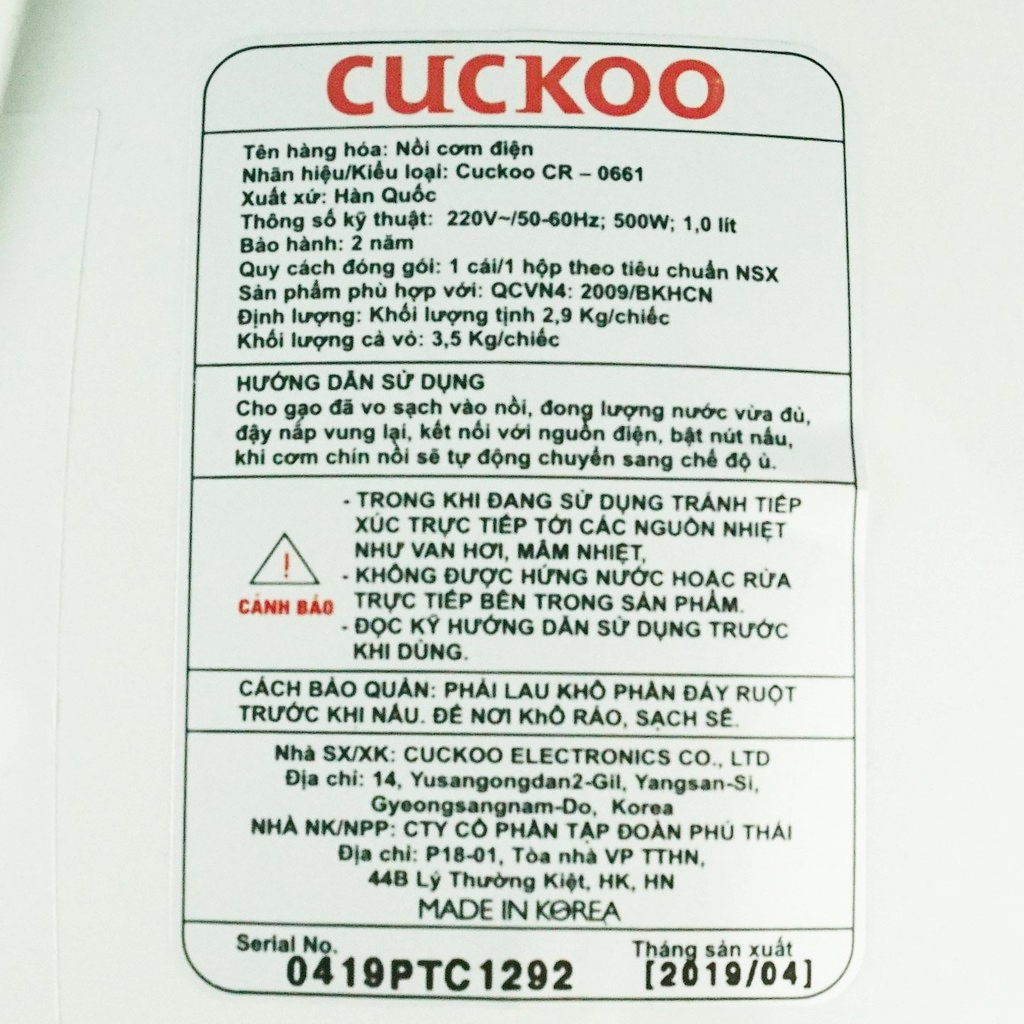 CUCKOO
Tên hàng hóa: Nồi cơm điện
Nhãn hiệu/Kiểu loại: Cuckoo CR – 0661
Xuất xứ: Hàn Quốc
Thông số kỹ thuật: 220V~/50-60Hz; 500W; 1,0 lít
Bảo hành: 2 năm
Quy cách đóng gói: 1 cái/1 hộp theo tiêu chuẩn NSX
Sản phẩm phù hợp với: QCVN4: 2009/BKHCN
Định lượng: Khối lượng tịnh 2,9 Kg/chiếc
Khối lượng cả vỏ: 3,5 Kg/chiếc
HƯỚNG DẪN SỬ DỤNG
Cho gạo đã vo sạch vào nồi, đong lượng nước vừa đủ,
đậy nắp vung lại, kết nối với nguồn điện, bật nút nấu,
khi cơm chín nồi sẽ tự động chuyển sang chế độ ủ.
- TRONG KHI ĐANG SỬ DỤNG TRÁNH TIẾP
XÚC TRỰC TIẾP TỚI CÁC NGUỒN NHIỆT
NHƯ VAN HƠI, MÂM NHIỆT,
- KHÔNG ĐƯỢC HỨNG NƯỚC HOẶC RỬA
TRỰC TIẾP BÊN TRONG SẢN PHẨM.
- ĐỌC KỸ HƯỚNG DẪN SỬ DỤNG TRƯỚC
KHI DÙNG.
!
CẢNH BÁO
CÁCH BẢO QUẢN: PHẢI LAU KHÔ PHẦN ĐÁY RUỘT
TRƯỚC KHI NẤU. ĐỂ NƠI KhÔ RÁO, SẠCH SẼ.
Nhà SX/XK: CUCKOO ELECTRONICS CO., LTD
Địa chỉ: 14, Yusangongdan2-Gil, Yangsan-Si,
Gyeongsangnam-Do, Korea
NHÀ NK/NPP: CTY CỔ PHẦN TẬP ĐOÀN PHÚ THÁI
Địa chỉ: P18-01, Tòa nhà VP TTHN,
44B Lý Thường Kiệt, HK, HN
MADE IN KOREA
Serial No. Tháng sản xuất
0419PTC1292 [2019/04]